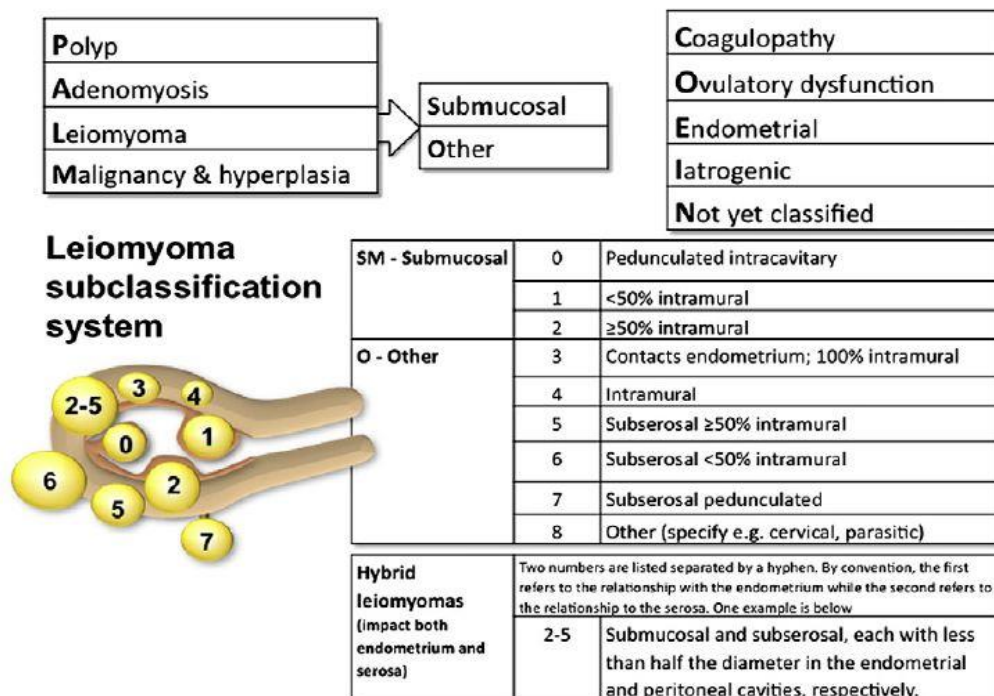 Polyp
Adenomyosis
Leiomyoma
Malignancy & hyperplasia
Submucosal
Other
Coagulopathy
Ovulatory dysfunction
Endometrial
Iatrogenic
Not yet classified
Leiomyoma
subclassification
system
2-5
3
4
0
1
6
5
2
7
SM - Submucosal
0
Pedunculated intracavitary
1
<50% intramural
2
≥50% intramural
O - Other
3
Contacts endometrium; 100% intramural
4
Intramural
5
Subserosal ≥50% intramural
6
Subserosal <50% intramural
7
Subserosal pedunculated
8
Other (specify e.g. cervical, parasitic)
Hybrid
leiomyomas
(impact both
endometrium and
serosa)
Two numbers are listed separated by a hyphen. By convention, the first
refers to the relationship with the endometrium while the second refers to
the relationship to the serosa. One example is below
2-5
Submucosal and subserosal, each with less
than half the diameter in the endometrial
and peritoneal cavities, respectively.